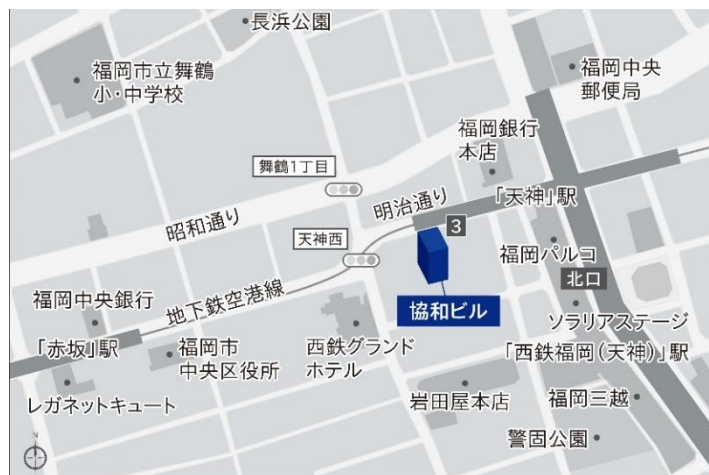 長浜公園
福岡市立舞鶴
小・中学校
福岡中央
郵便局
福岡銀行
本店
舞鶴1丁目
明治通り
「天神」駅
昭和通り
天神西
3
福岡パルコ
北口
地下鉄空港線
福岡中央銀行
協和ビル
ソラリアステージ
「赤坂」駅
福岡市
中央区役所
西鉄グランド
ホテル
「西鉄福岡(天神)」駅
レガネットキュート
岩田屋本店
福岡三越
警固公園
N